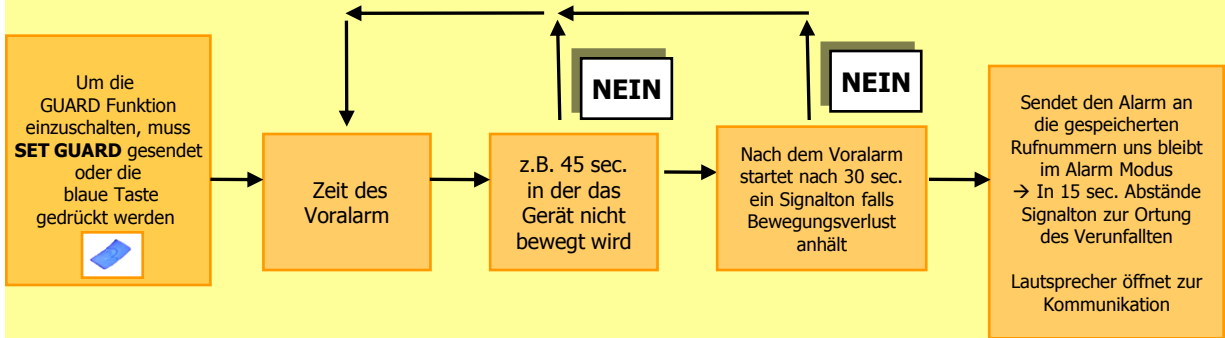 Um die
GUARD Funktion
einzuschalten, muss
SET GUARD gesendet
oder die
blaue Taste
gedrückt werden
Zeit des
Voralarm
NEIN
z.B. 45 sec.
in der das
Gerät nicht
bewegt wird
NEIN
Nach dem Voralarm
startet nach 30 sec.
ein Signalton falls
Bewegungsverlust
anhält
Sendet den Alarm an
die gespeicherten
Rufnummern uns bleibt
im Alarm Modus
→ In 15 sec. Abstände
Signalton zur Ortung
des Verunfallten
Lautsprecher öffnet zur
Kommunikation